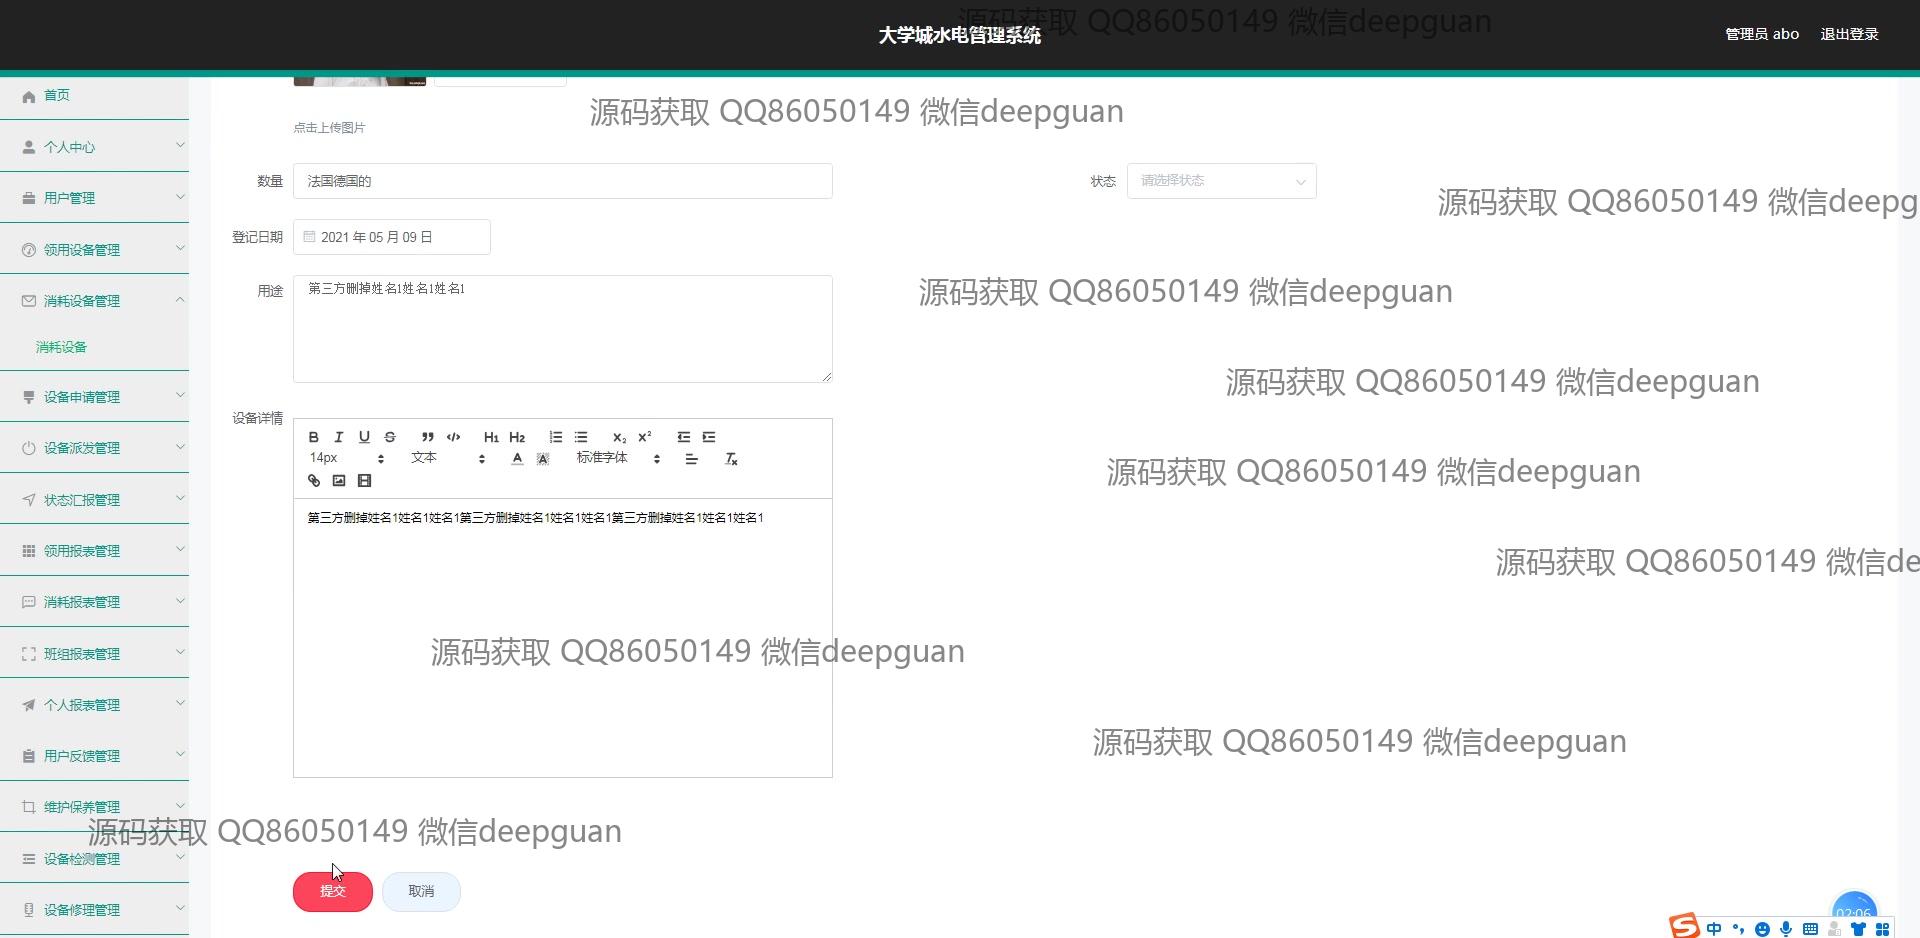 源码获取 QQ86050149 微信deepguan
大学城水电管理系统
管理员 abo
退出登录
首页
源码获取 QQ86050149 微信deepguan
点击上传图片
个人中心
数量
法国德国的
状态
请选择状态
用户管理
源码获取 QQ86050149 微信deepg
登记日期
2021 年 05 月 09 日
领用设备管理
用途
第三方删掉姓名1姓名1姓名1
源码获取 QQ86050149 微信deepguan
消耗设备管理
消耗设备
源码获取 QQ86050149 微信deepguan
设备申请管理
设备详情
B I U S H1 H2 X2 X2
14px 文本 A A 标准字体 Tx
设备派发管理
源码获取 QQ86050149 微信deepguan
状态汇报管理
第三方删掉姓名1姓名1姓名1第三方删掉姓名1姓名1姓名1第三方删掉姓名1姓名1姓名1
领用报表管理
源码获取 QQ86050149 微信de
消耗报表管理
班组报表管理
源码获取 QQ86050149 微信deepguan
个人报表管理
源码获取 QQ86050149 微信deepguan
用户反馈管理
维护保养管理
源码获取 QQ86050149 微信deepguan
设备检测管理
提交
取消
设备修理管理
02:06
S 中